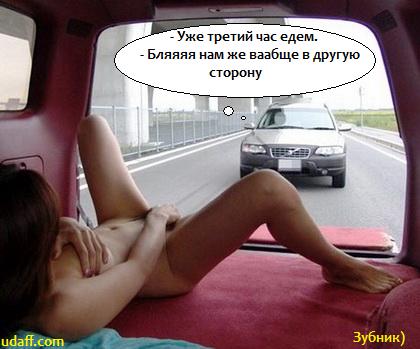 - Уже третий час едем.
- Бляяяя нам же ваабще в другую
сторону
udaff.com
Зубник)